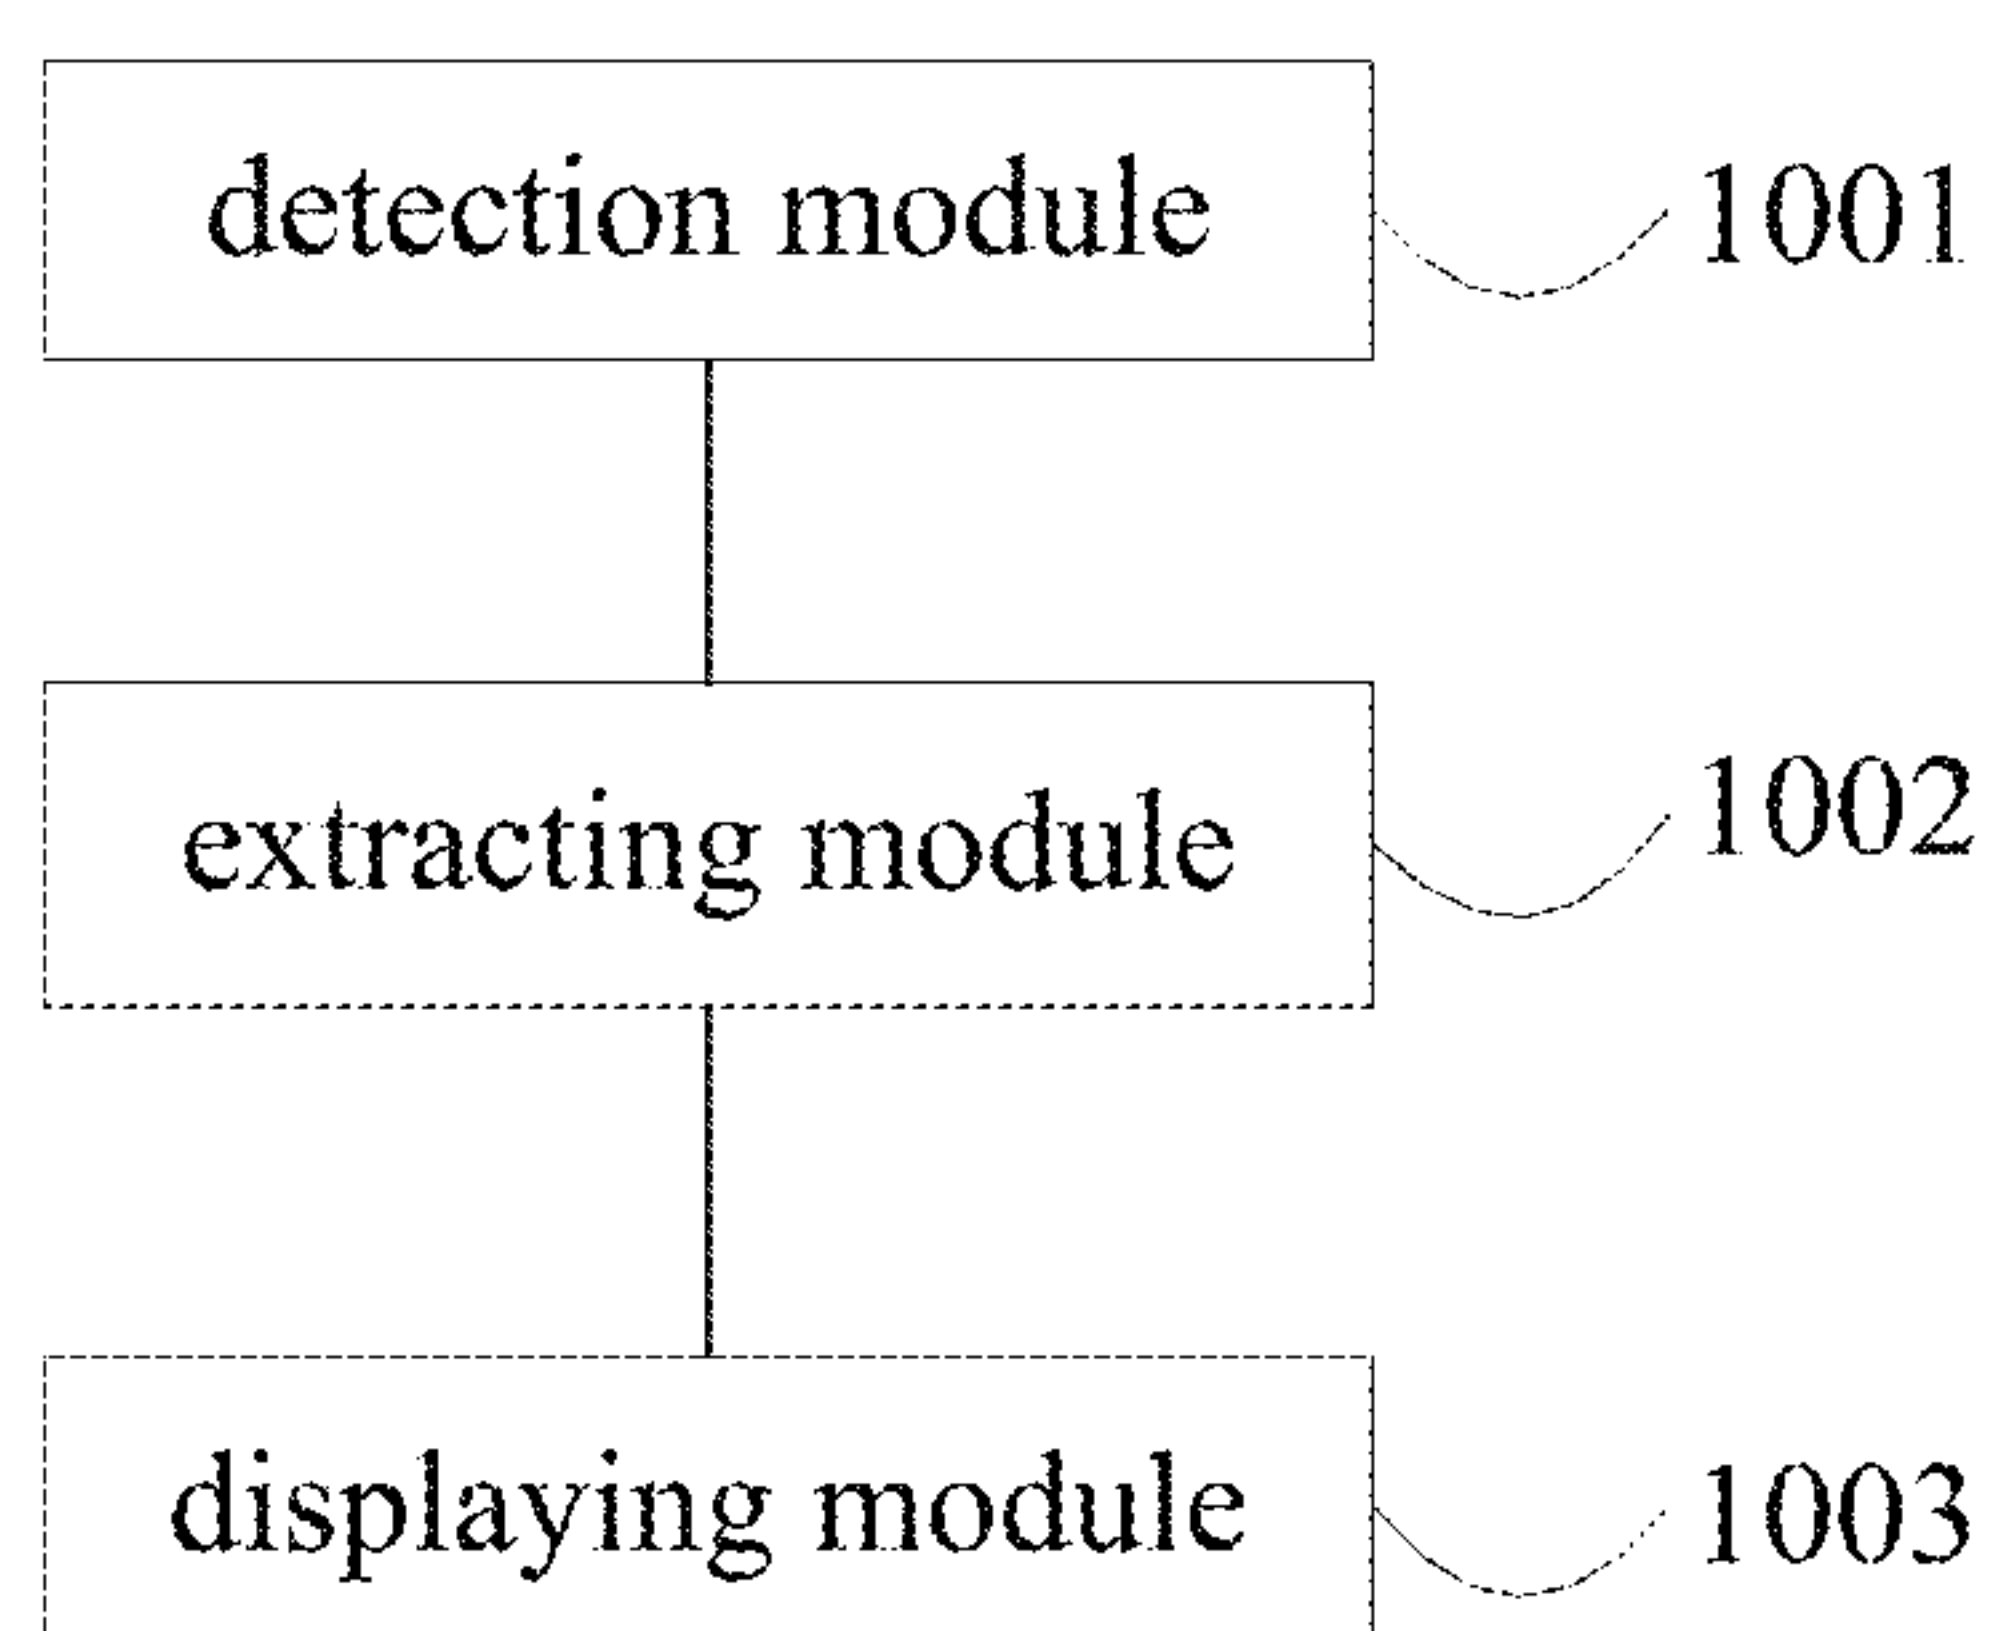 detection module 1001
extracting module 1002
displaying module 1003